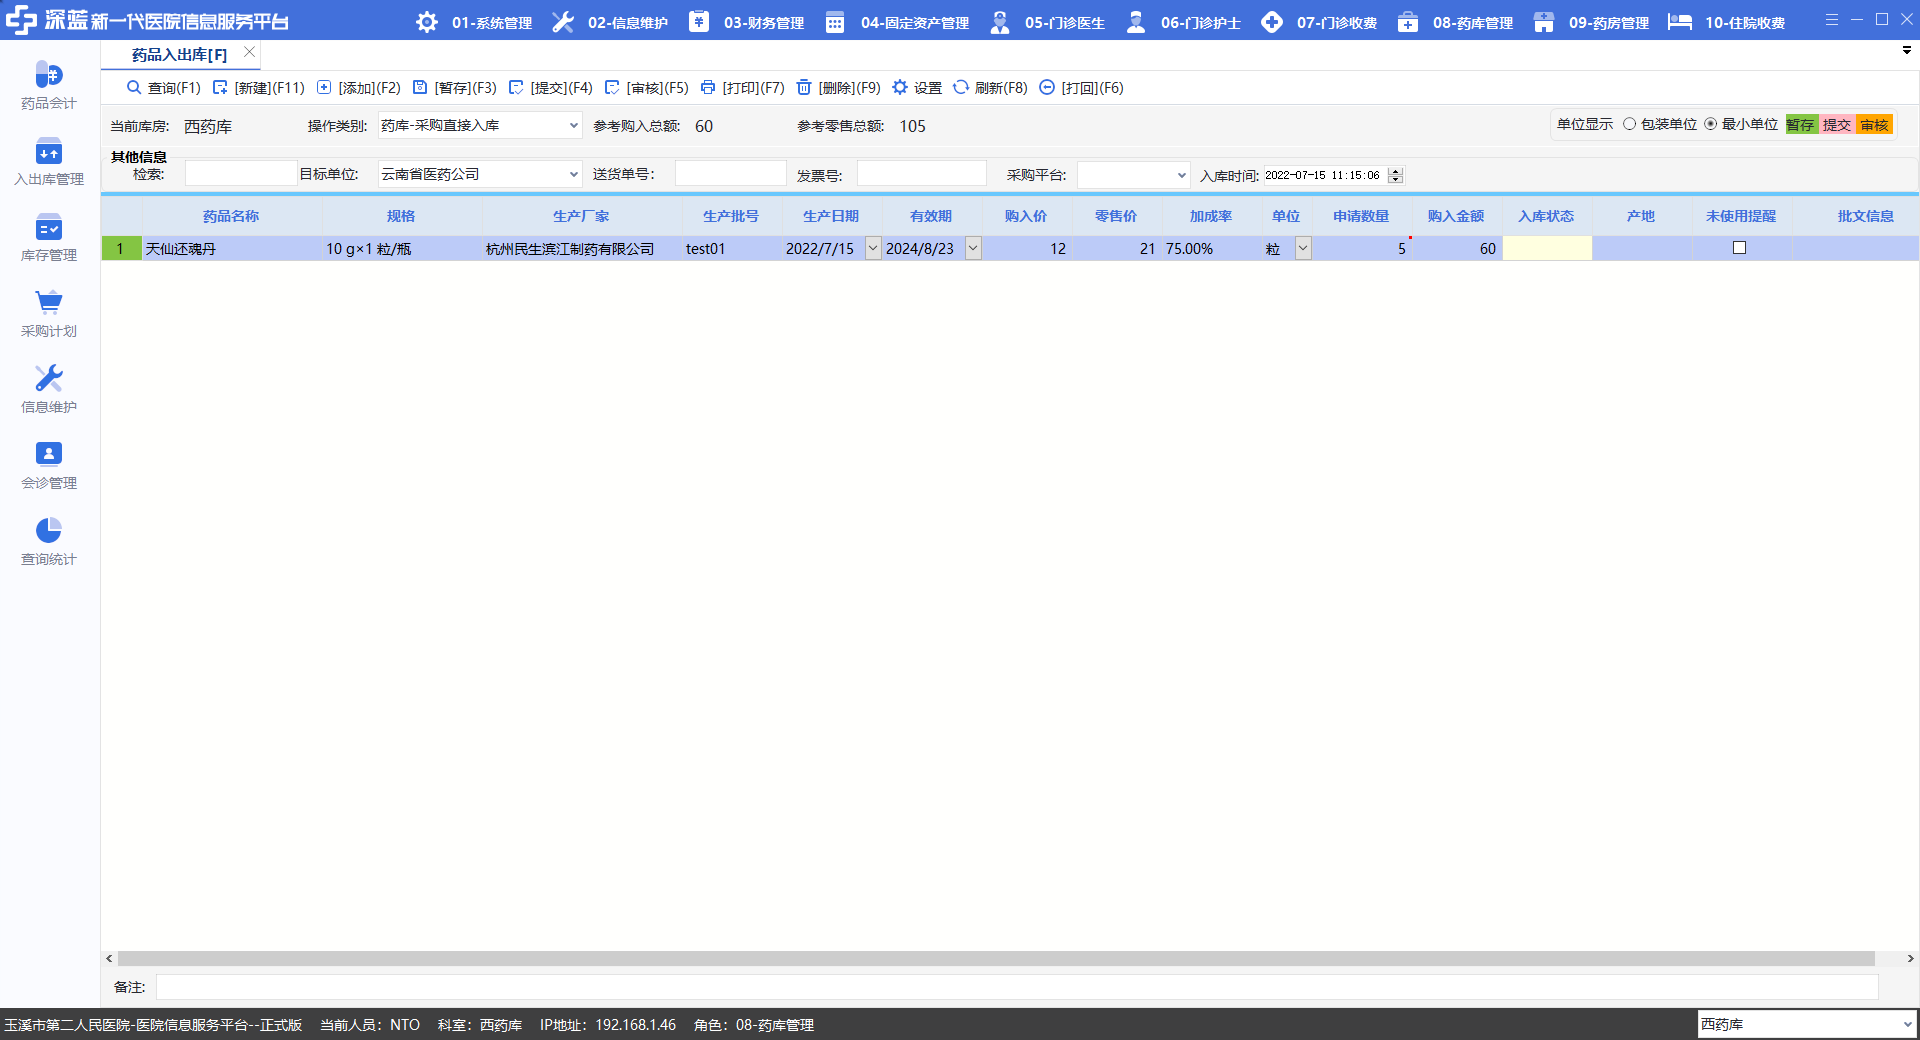 深蓝新一代医院信息服务平台
01-系统管理 02-信息维护 03-财务管理 04-固定资产管理 05-门诊医生 06-门诊护士 07-门诊收费 08-药库管理 09-药房管理 10-住院收费
药品会计
入出库管理
库存管理
采购计划
信息维护
会诊管理
查询统计
药品入出库[F]
查询(F1) [新建](F11) [添加](F2) [暂存](F3) [提交](F4) [审核](F5) [打印](F7) [删除](F9) 设置 刷新(F8) [打回](F6)
当前库房: 西药库 操作类别: 药库-采购直接入库 参考购入总额: 60 参考零售总额: 105 单位显示 包装单位 最小单位 暂存 提交 审核
其他信息
检索: 目标单位: 云南省医药公司 送货单号: 发票号: 采购平台: 入库时间: 2022-07-15 11:15:06
药品名称 规格 生产厂家 生产批号 生产日期 有效期 购入价 零售价 加成率 单位 申请数量 购入金额 入库状态 产地 未使用提醒 批文信息
1 天仙还魂丹 10 g×1 粒/瓶 杭州民生滨江制药有限公司 test01 2022/7/15 2024/8/23 12 21 75.00% 粒 5 60
备注:
玉溪市第二人民医院-医院信息服务平台--正式版 当前人员: NTO 科室: 西药库 IP地址: 192.168.1.46 角色: 08-药库管理 西药库